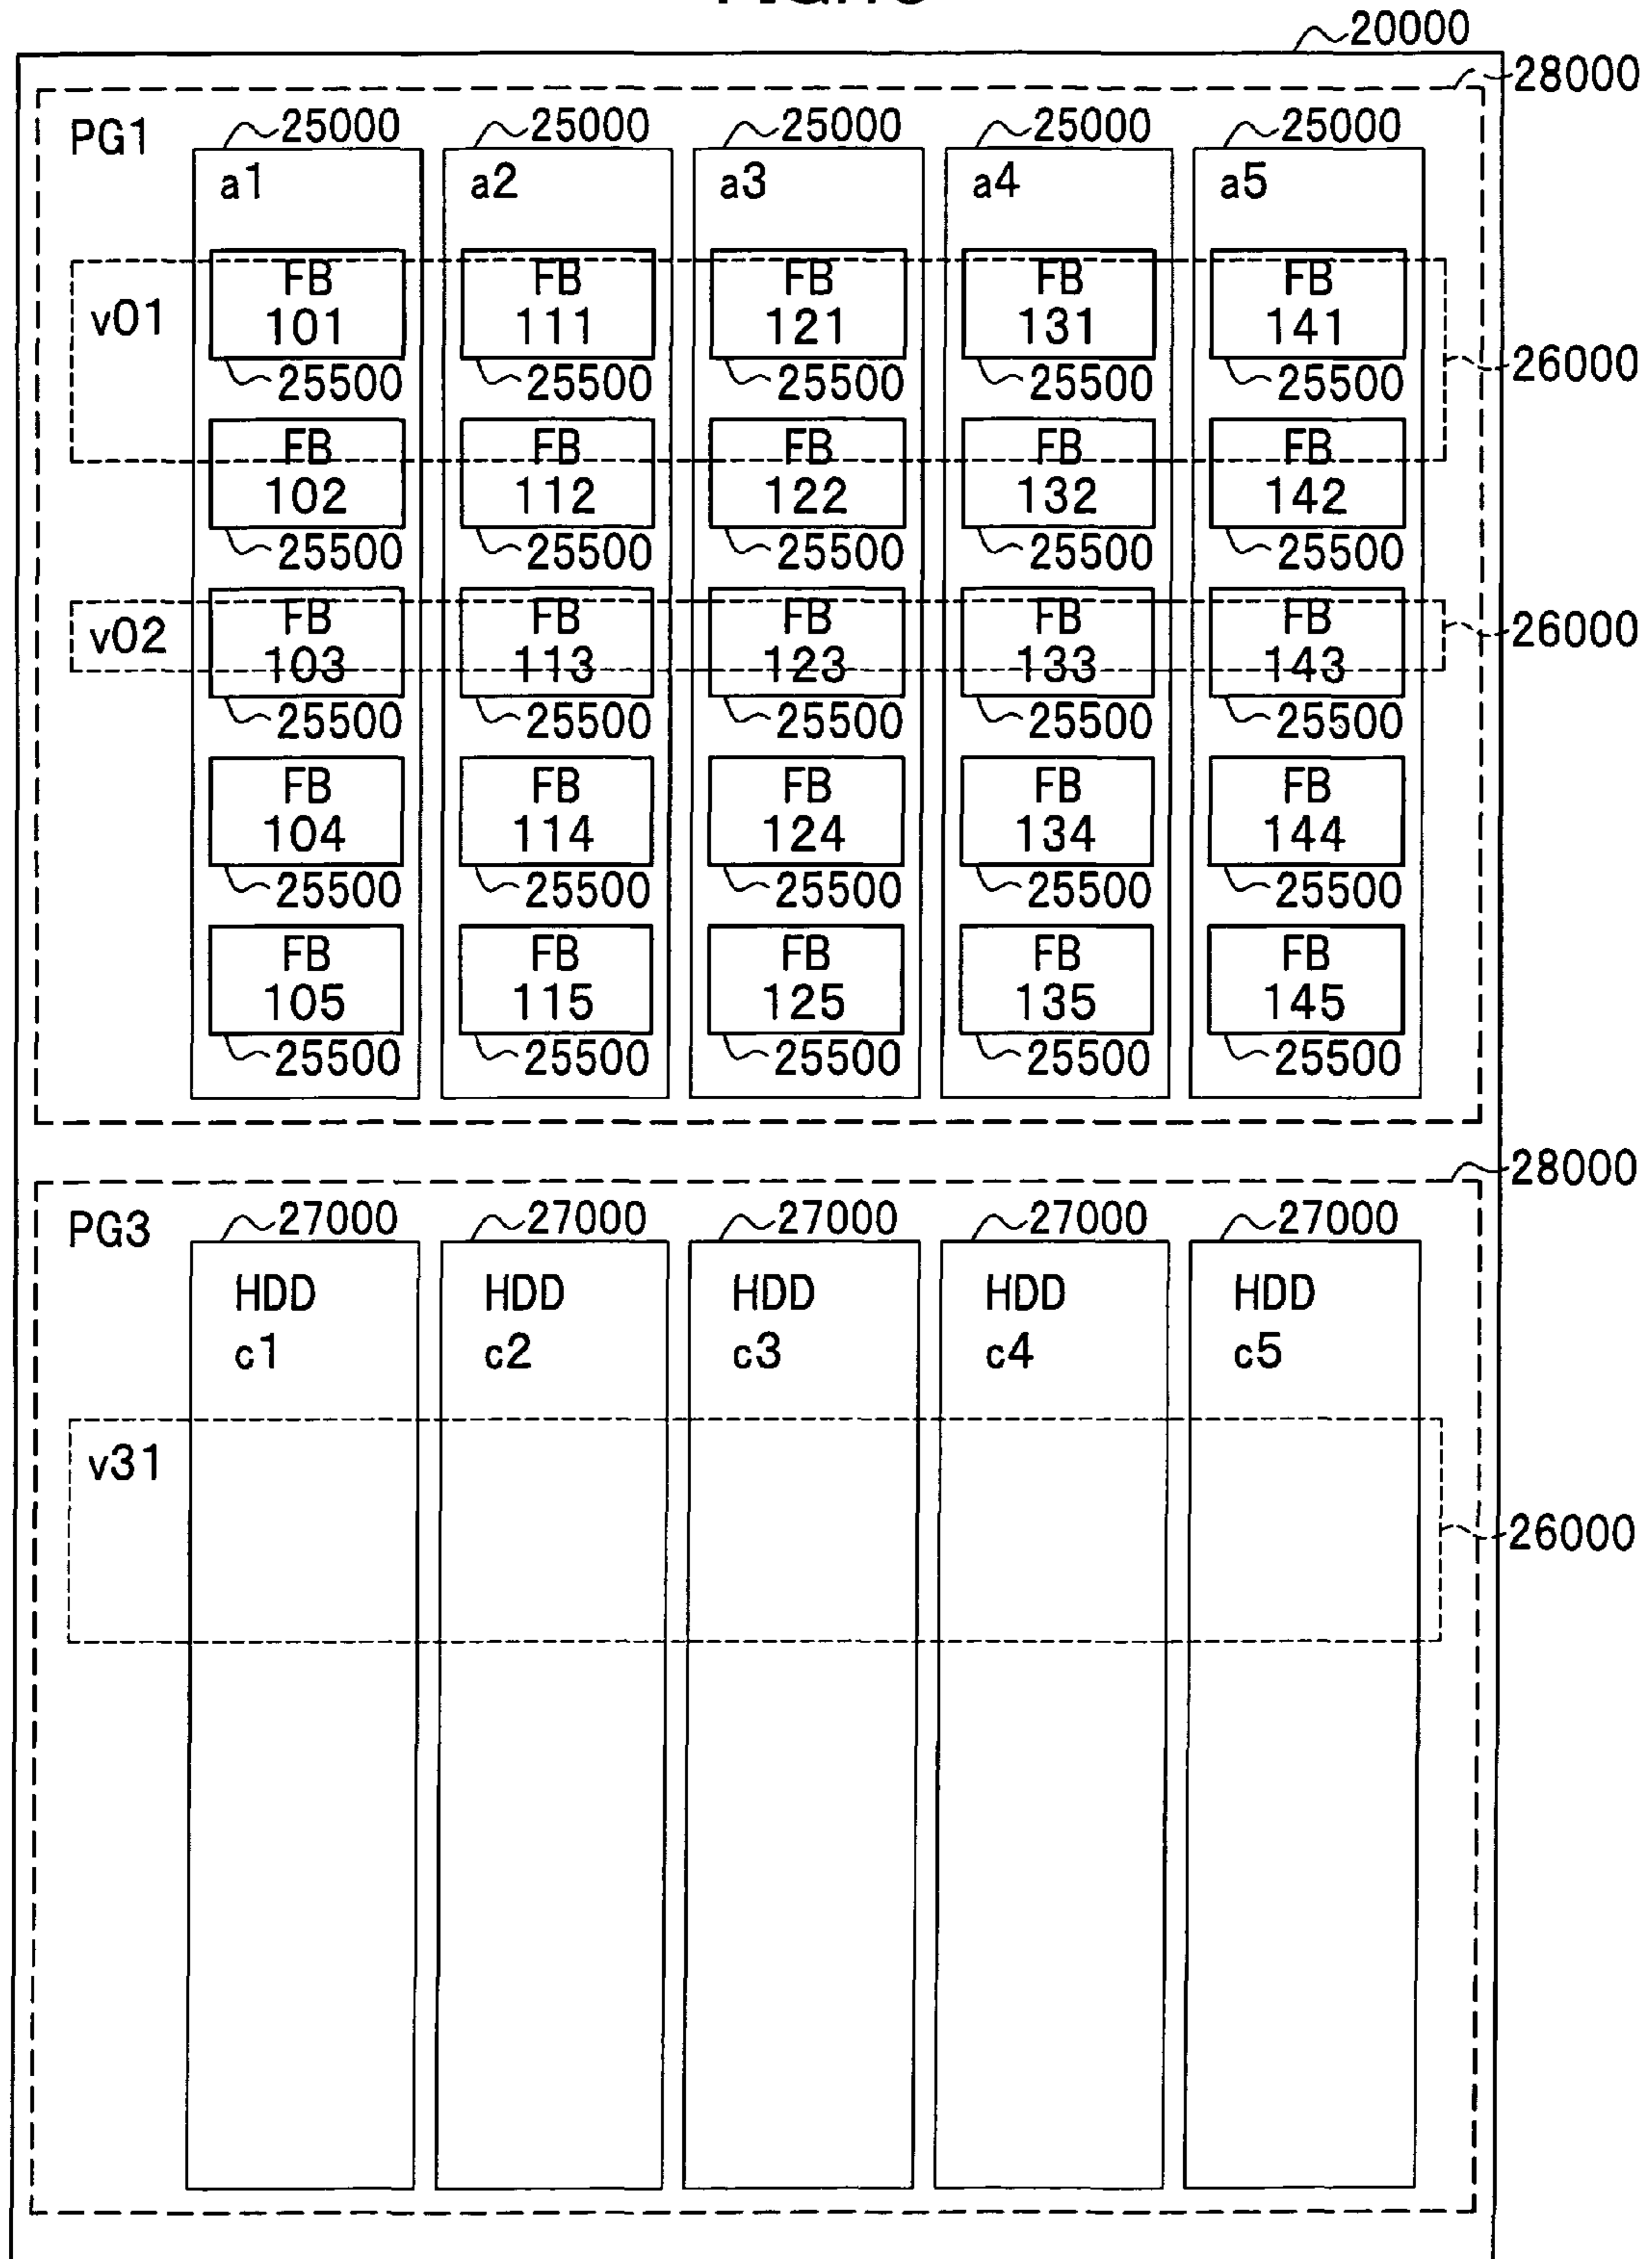 20000
28000
PG1 25000 25000 25000 25000 25000
a1 a2 a3 a4 a5
v01 FB 101 FB 111 FB 121 FB 131 FB 141
25500 25500 25500 25500 25500 26000
FB 102 FB 112 FB 122 FB 132 FB 142
25500 25500 25500 25500 25500
v02 FB 103 FB 113 FB 123 FB 133 FB 143 26000
25500 25500 25500 25500 25500
FB 104 FB 114 FB 124 FB 134 FB 144
25500 25500 25500 25500 25500
FB 105 FB 115 FB 125 FB 135 FB 145
25500 25500 25500 25500 25500
28000
PG3 27000 27000 27000 27000 27000
HDD HDD HDD HDD HDD
c1 c2 c3 c4 c5
v31
26000